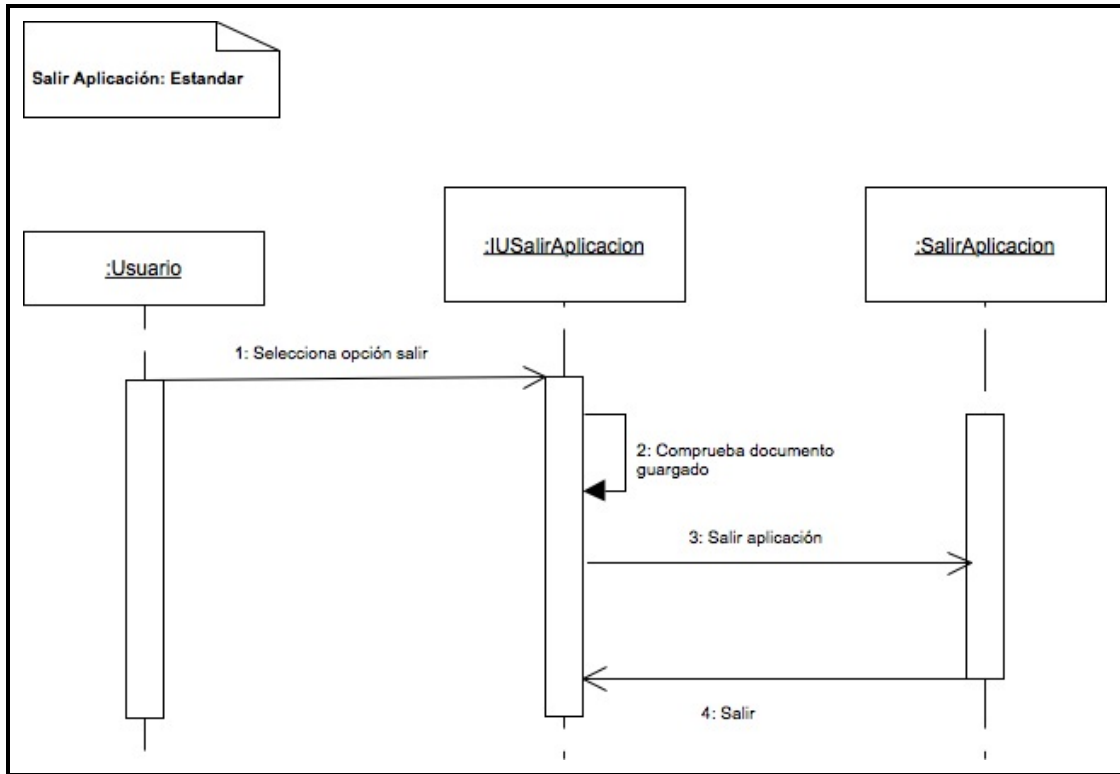 Salir Aplicación: Estandar
:Usuario
:IUSalirAplicacion
:SalirAplicacion
1: Selecciona opción salir
2: Comprueba documento
guargado
3: Salir aplicación
4: Salir